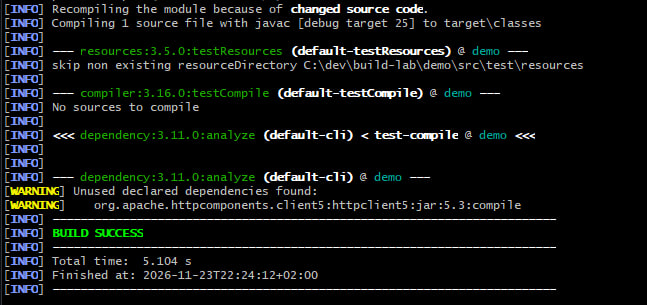 [INFO] Recompiling the module because of changed source code.
[INFO] Compiling 1 source file with javac [debug target 25] to target\classes
[INFO]
[INFO] --- resources:3.5.0:testResources (default-testResources) @ demo ---
[INFO] skip non existing resourceDirectory C:\dev\build-lab\demo\src\test\resources
[INFO]
[INFO] --- compiler:3.16.0:testCompile (default-testCompile) @ demo ---
[INFO] No sources to compile
[INFO]
[INFO] <<< dependency:3.11.0:analyze (default-cli) < test-compile @ demo <<<
[INFO]
[INFO]
[INFO] --- dependency:3.11.0:analyze (default-cli) @ demo ---
[WARNING] Unused declared dependencies found:
[WARNING]    org.apache.httpcomponents.client5:httpclient5:jar:5.3:compile
[INFO] ------------------------------------------------------------------------
[INFO] BUILD SUCCESS
[INFO] ------------------------------------------------------------------------
[INFO] Total time:  5.104 s
[INFO] Finished at: 2026-11-23T22:24:12+02:00
[INFO] ------------------------------------------------------------------------